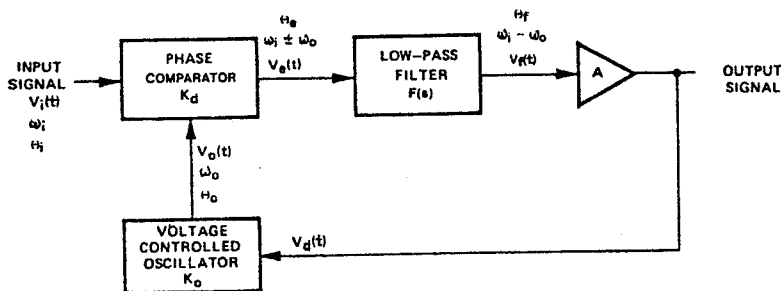 INPUT
SIGNAL
Vi(t)
ωi
θi
PHASE
COMPARATOR
Kd
θe
ωi ± ωo
Ve(t)
LOW-PASS
FILTER
F(s)
θf
ωi - ωo
Vf(t)
A
OUTPUT
SIGNAL
Vo(t)
ωo
θo
VOLTAGE
CONTROLLED
OSCILLATOR
Ko
Vd(t)